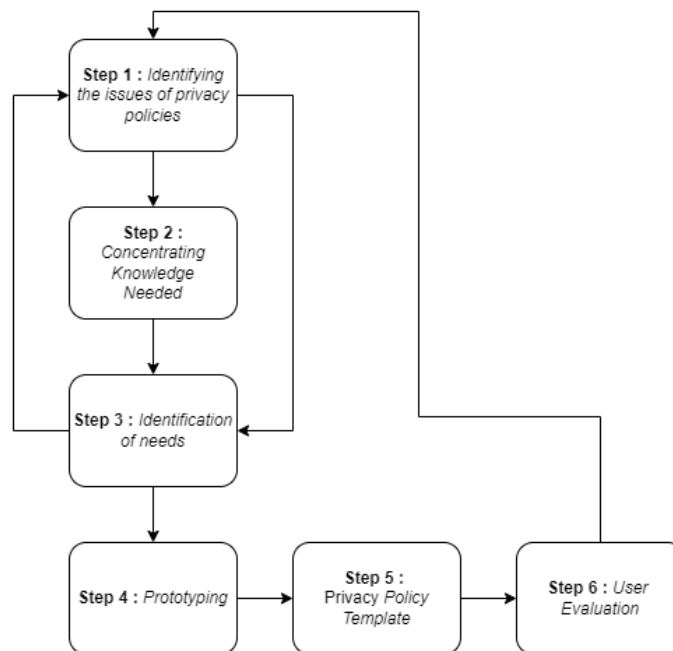 Step 1 : Identifying
the issues of privacy
policies
Step 2 :
Concentrating
Knowledge
Needed
Step 3 : Identification
of needs
Step 4 : Prototyping
Step 5 :
Privacy Policy
Template
Step 6 : User
Evaluation